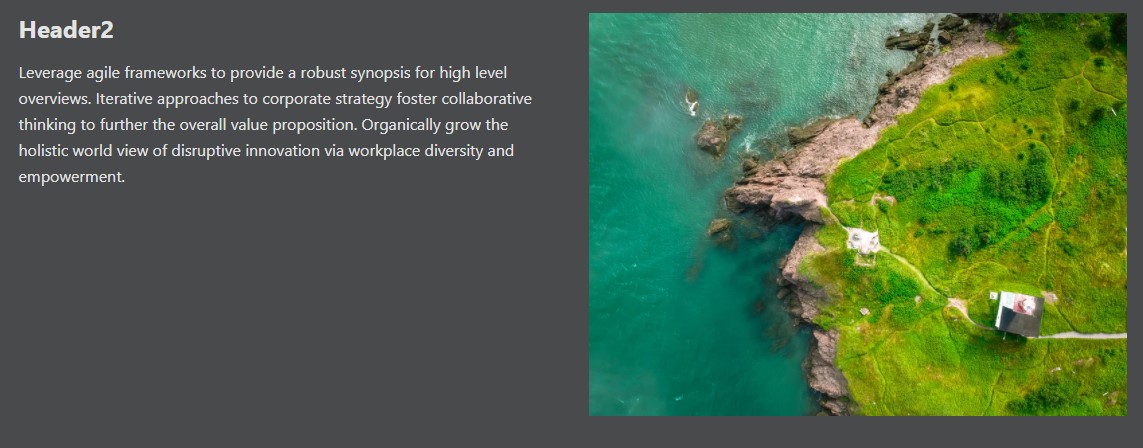 Header2
Leverage agile frameworks to provide a robust synopsis for high level
overviews. Iterative approaches to corporate strategy foster collaborative
thinking to further the overall value proposition. Organically grow the
holistic world view of disruptive innovation via workplace diversity and
empowerment.